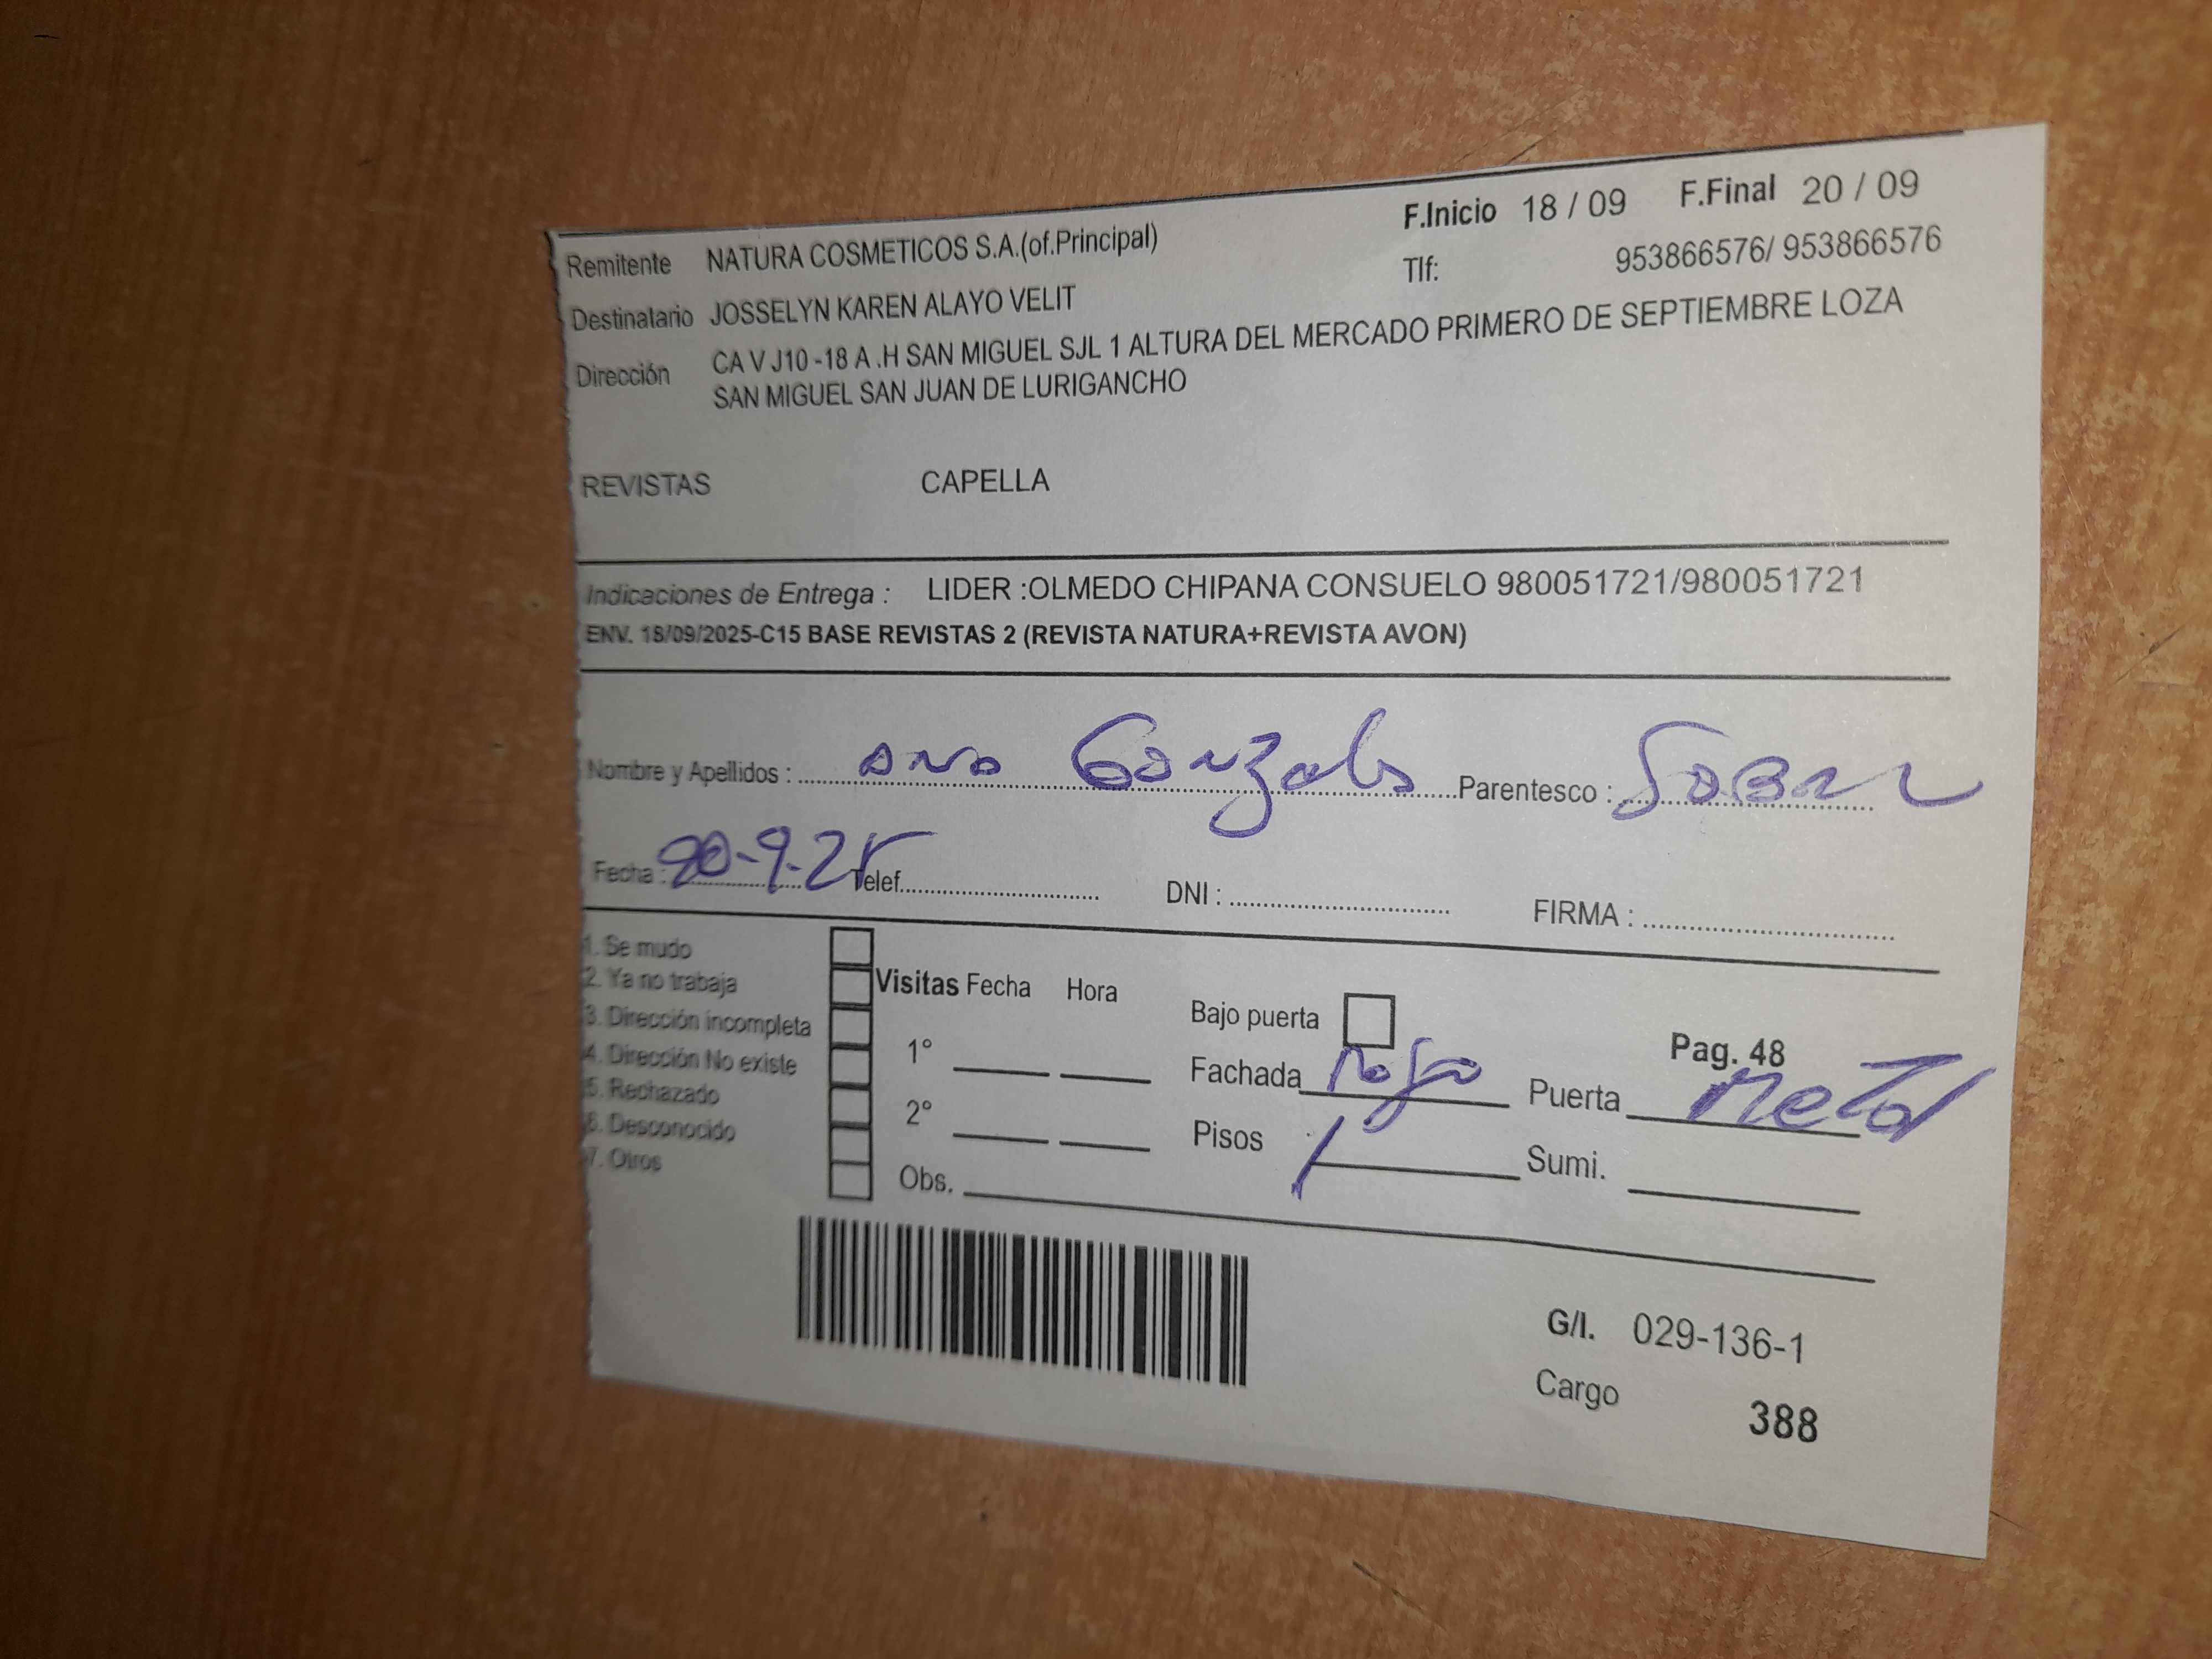 F.Inicio 18 / 09 F.Final 20 / 09
Remitente NATURA COSMETICOS S.A.(of.Principal)
Tlf: 953866576/ 953866576
Destinatario JOSSELYN KAREN ALAYO VELIT
Dirección CA V J10 -18 A .H SAN MIGUEL SJL 1 ALTURA DEL MERCADO PRIMERO DE SEPTIEMBRE LOZA
SAN MIGUEL SAN JUAN DE LURIGANCHO
REVISTAS CAPELLA
Indicaciones de Entrega : LIDER :OLMEDO CHIPANA CONSUELO 980051721/980051721
ENV. 18/09/2025-C15 BASE REVISTAS 2 (REVISTA NATURA+REVISTA AVON)
Nombre y Apellidos : Ana Gonzales Parentesco :
Fecha : 20-9-25 Telef. DNI : FIRMA :
1. Se mudo
2. Ya no trabaja
3. Dirección incompleta
4. Dirección No existe
5. Rechazado
6. Desconocido
7. Otros
Visitas Fecha Hora
1°
2°
Obs.
Bajo puerta
Pag. 48
Fachada rojo Puerta metal
Pisos 1 Sumi.
G/I. 029-136-1
Cargo 388